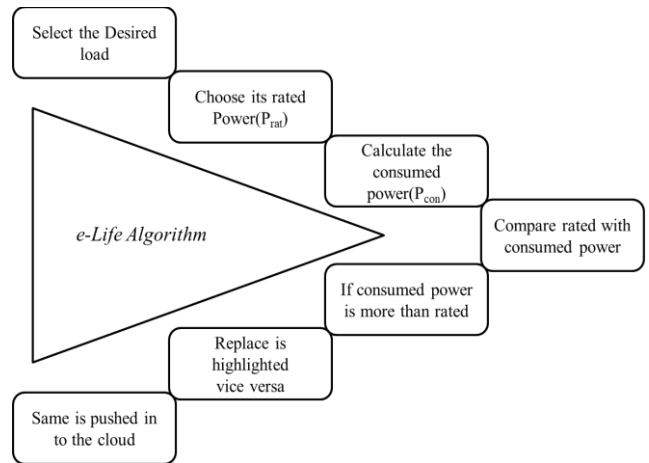 Select the Desired
load
Choose its rated
Power(P_rat)
Calculate the
consumed
power(P_con)
Compare rated with
consumed power
e-Life Algorithm
If consumed power
is more than rated
Replace is
highlighted
vice versa
Same is pushed in
to the cloud